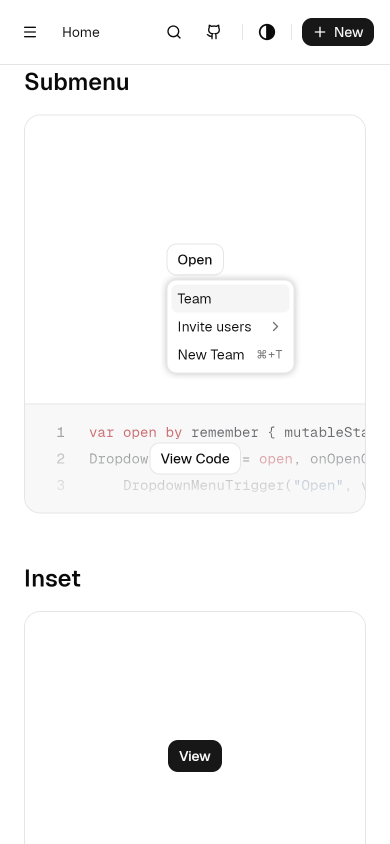 Home
New
Submenu
Open
Team
Invite users
New Team ⌘+T
1 var open by remember { mutableSta
2 Dropdow = open, onOpenC
View Code
3 DropdownMenuTrigger("Open", v
Inset
View